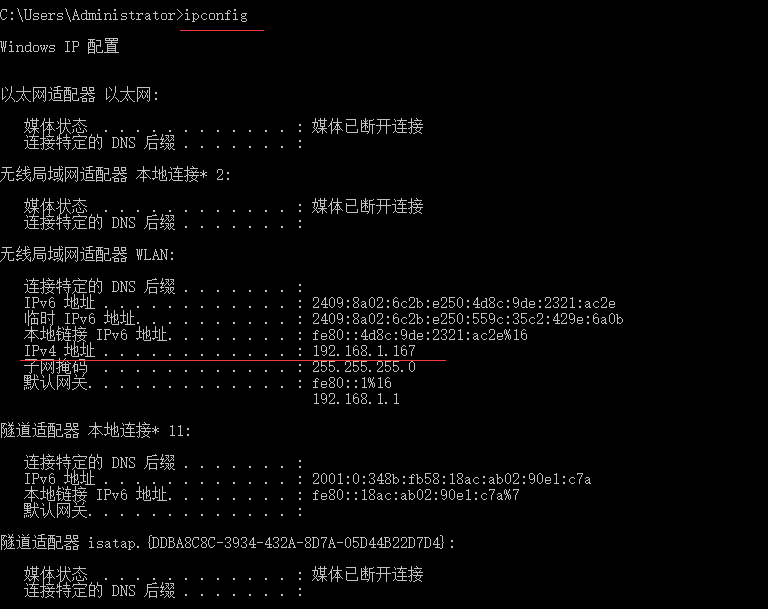 C:\Users\Administrator>ipconfig
Windows IP 配置
以太网适配器 以太网:
媒体状态 . . . . . . . . . . . . : 媒体已断开连接
连接特定的 DNS 后缀 . . . . . . . :
无线局域网适配器 本地连接* 2:
媒体状态 . . . . . . . . . . . . : 媒体已断开连接
连接特定的 DNS 后缀 . . . . . . . :
无线局域网适配器 WLAN:
连接特定的 DNS 后缀 . . . . . . . :
IPv6 地址 . . . . . . . . . . . . : 2409:8a02:6c2b:e250:4d8c:9de:2321:ac2e
临时 IPv6 地址. . . . . . . . . . : 2409:8a02:6c2b:e250:559c:35c2:429e:6a0b
本地链接 IPv6 地址. . . . . . . . : fe80::4d8c:9de:2321:ac2e%16
IPv4 地址 . . . . . . . . . . . . : 192.168.1.167
子网掩码 . . . . . . . . . . . . : 255.255.255.0
默认网关. . . . . . . . . . . . . : fe80::1%16
192.168.1.1
隧道适配器 本地连接* 11:
连接特定的 DNS 后缀 . . . . . . . :
IPv6 地址 . . . . . . . . . . . . : 2001:0:348b:fb58:18ac:ab02:90e1:c7a
本地链接 IPv6 地址. . . . . . . . : fe80::18ac:ab02:90e1:c7a%7
默认网关. . . . . . . . . . . . . :
隧道适配器 isatap.{DDBA8C8C-3934-432A-8D7A-05D44B22D7D4}:
媒体状态 . . . . . . . . . . . . : 媒体已断开连接
连接特定的 DNS 后缀 . . . . . . . :